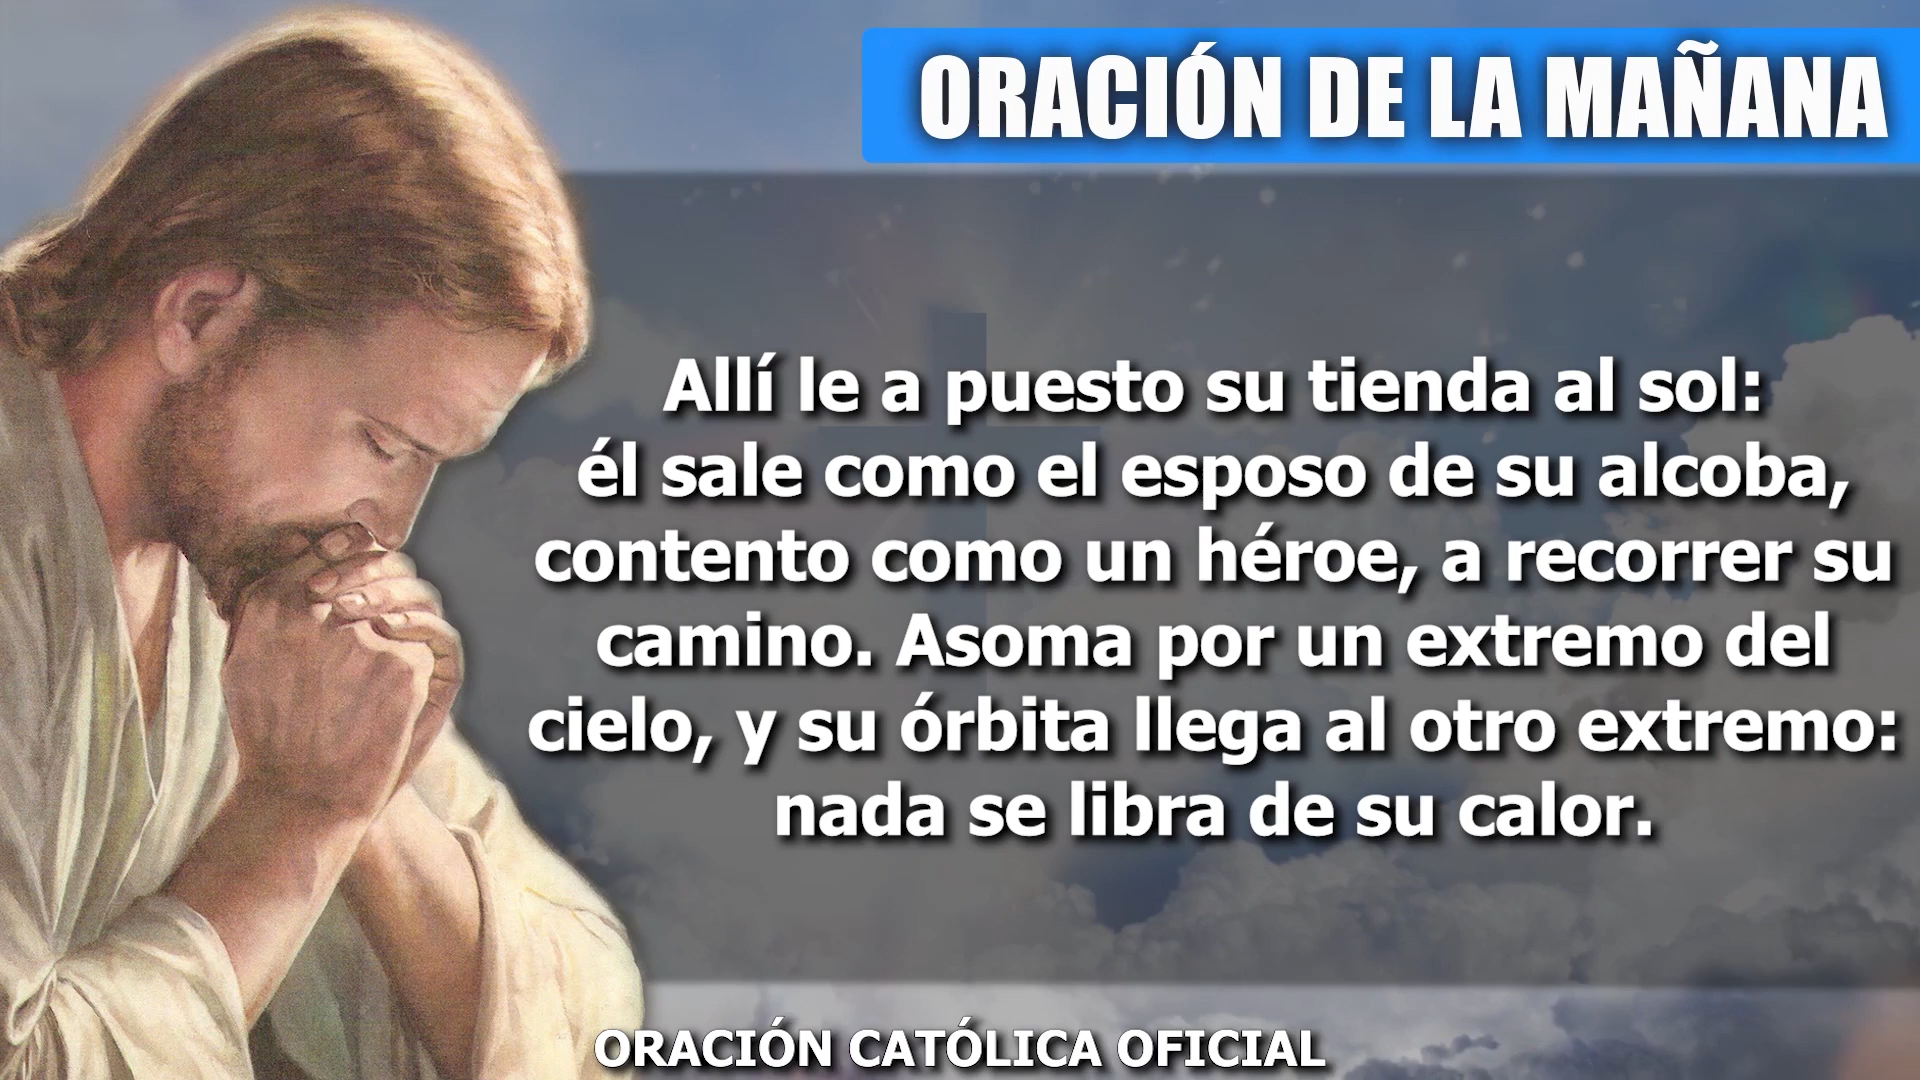 ORACIÓN DE LA MAÑANA
Allí le a puesto su tienda al sol:
él sale como el esposo de su alcoba,
contento como un héroe, a recorrer su
camino. Asoma por un extremo del
cielo, y su órbita llega al otro extremo:
nada se libra de su calor.
ORACIÓN CATÓLICA OFICIAL